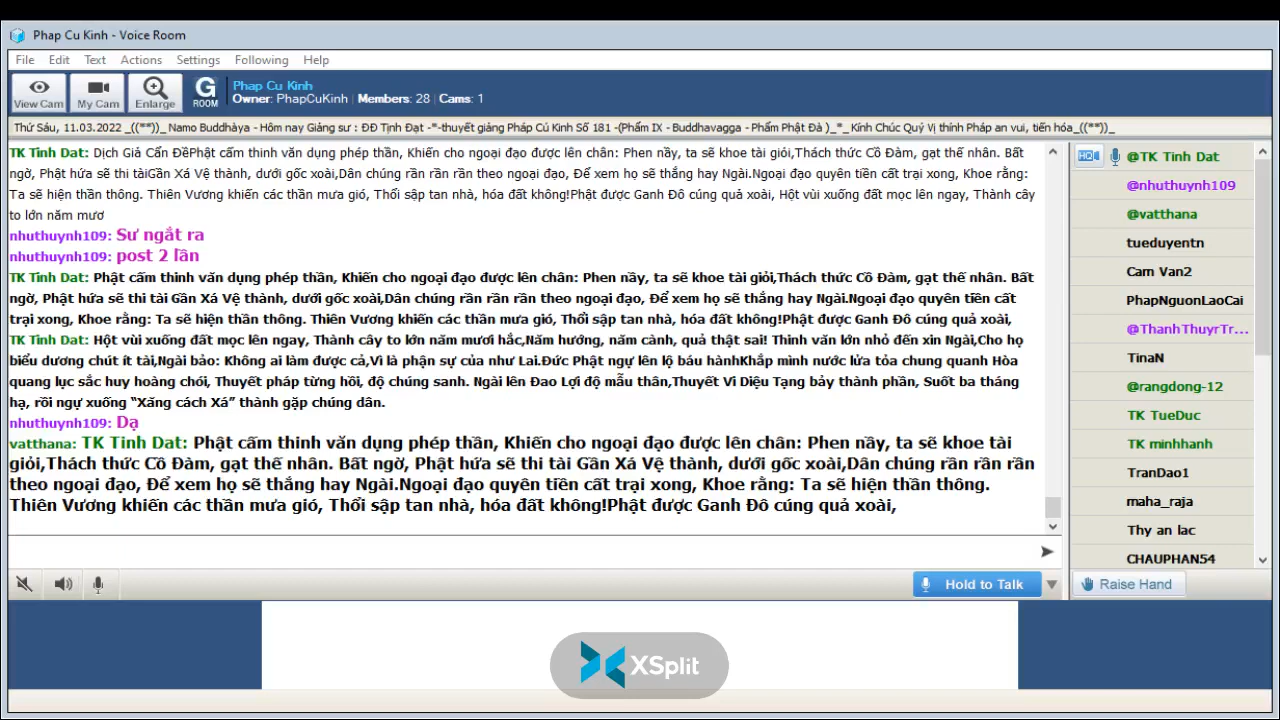 Phap Cu Kinh - Voice Room
File Edit Text Actions Settings Following Help
View Cam My Cam Enlarge G ROOM
Phap Cu Kinh
Owner: PhapCuKinh | Members: 28 | Cams: 1
Thứ Sáu, 11.03.2022 _((**))_ Namo Buddhàya - Hôm nay Giảng sư : ĐĐ Tịnh Đạt -*-thuyết giảng Pháp Cú Kinh Số 181 -(Phẩm IX - Buddhavagga - Phẩm Phật Đà )_*_ Kính Chúc Quý Vị thính Pháp an vui, tiến hóa_((**))_
TK Tinh Dat: Dịch Giả Cẩn ĐềPhật cấm thinh văn dụng phép thần, Khiến cho ngoại đạo được lên chân: Phen nầy, ta sẽ khoe tài giỏi,Thách thức Cồ Đàm, gạt thế nhân. Bất
ngờ, Phật hứa sẽ thi tàiGần Xá Vệ thành, dưới gốc xoài,Dân chúng rần rần rần theo ngoại đạo, Để xem họ sẽ thắng hay Ngài.Ngoại đạo quyên tiền cất trại xong, Khoe rằng:
Ta sẽ hiện thần thông. Thiên Vương khiến các thần mưa gió, Thổi sập tan nhà, hóa đất không!Phật được Ganh Đô cúng quả xoài, Hột vùi xuống đất mọc lên ngay, Thành cây
to lớn năm mươ
nhuthuynh109: Sư ngắt ra
nhuthuynh109: post 2 lần
TK Tinh Dat: Phật cấm thinh văn dụng phép thần, Khiến cho ngoại đạo được lên chân: Phen nầy, ta sẽ khoe tài giỏi,Thách thức Cồ Đàm, gạt thế nhân. Bất
ngờ, Phật hứa sẽ thi tài Gần Xá Vệ thành, dưới gốc xoài,Dân chúng rần rần rần theo ngoại đạo, Để xem họ sẽ thắng hay Ngài.Ngoại đạo quyên tiền cất
trại xong, Khoe rằng: Ta sẽ hiện thần thông. Thiên Vương khiến các thần mưa gió, Thổi sập tan nhà, hóa đất không!Phật được Ganh Đô cúng quả xoài,
TK Tinh Dat: Hột vùi xuống đất mọc lên ngay, Thành cây to lớn năm mươi hắc,Năm hướng, năm cành, quả thật sai! Thinh văn lớn nhỏ đến xin Ngài,Cho họ
biểu dương chút ít tài,Ngài bảo: Không ai làm được cả,Vì là phận sự của như Lai.Đức Phật ngự lên lộ báu hànhKhắp mình nước lửa tỏa chung quanh Hòa
quang lục sắc huy hoàng chói, Thuyết pháp từng hồi, độ chúng sanh. Ngài lên Đao Lợi độ mẫu thân,Thuyết Vi Diệu Tạng bảy thành phần, Suốt ba tháng
hạ, rồi ngự xuống “Xăng cách Xá” thành gặp chúng dân.
nhuthuynh109: Dạ
vatthana: TK Tinh Dat: Phật cấm thinh văn dụng phép thần, Khiến cho ngoại đạo được lên chân: Phen nầy, ta sẽ khoe tài
giỏi,Thách thức Cồ Đàm, gạt thế nhân. Bất ngờ, Phật hứa sẽ thi tài Gần Xá Vệ thành, dưới gốc xoài,Dân chúng rần rần rần
theo ngoại đạo, Để xem họ sẽ thắng hay Ngài.Ngoại đạo quyên tiền cất trại xong, Khoe rằng: Ta sẽ hiện thần thông.
Thiên Vương khiến các thần mưa gió, Thổi sập tan nhà, hóa đất không!Phật được Ganh Đô cúng quả xoài,
HQ @TK Tinh Dat
@nhuthuynh109
@vatthana
tueduyentn
Cam Van2
PhapNguonLaoCai
@ThanhThuyrTr...
TinaN
@rangdong-12
TK TueDuc
TK minhhanh
TranDao1
maha_raja
Thy an lac
CHAUPHAN54
Hold to Talk
Raise Hand
XSplit